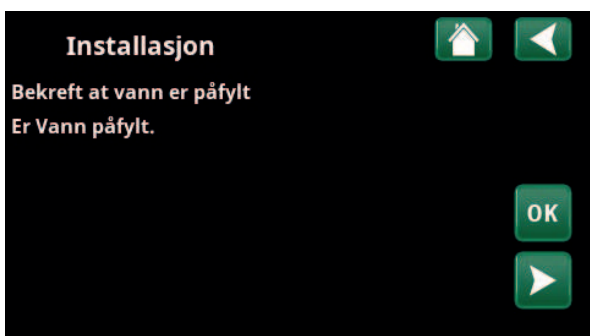 Installasjon
Bekreft at vann er påfylt
Er Vann påfylt.
OK